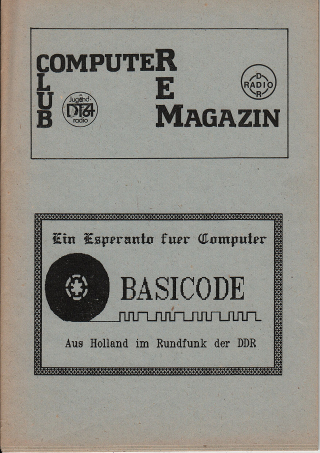 COMPUTER
CLUB
REM
MAGAZIN
Jugend-
DT64
radio
DDR
RADIO
Ein Esperanto fuer Computer
BASICODE
Aus Holland im Rundfunk der DDR